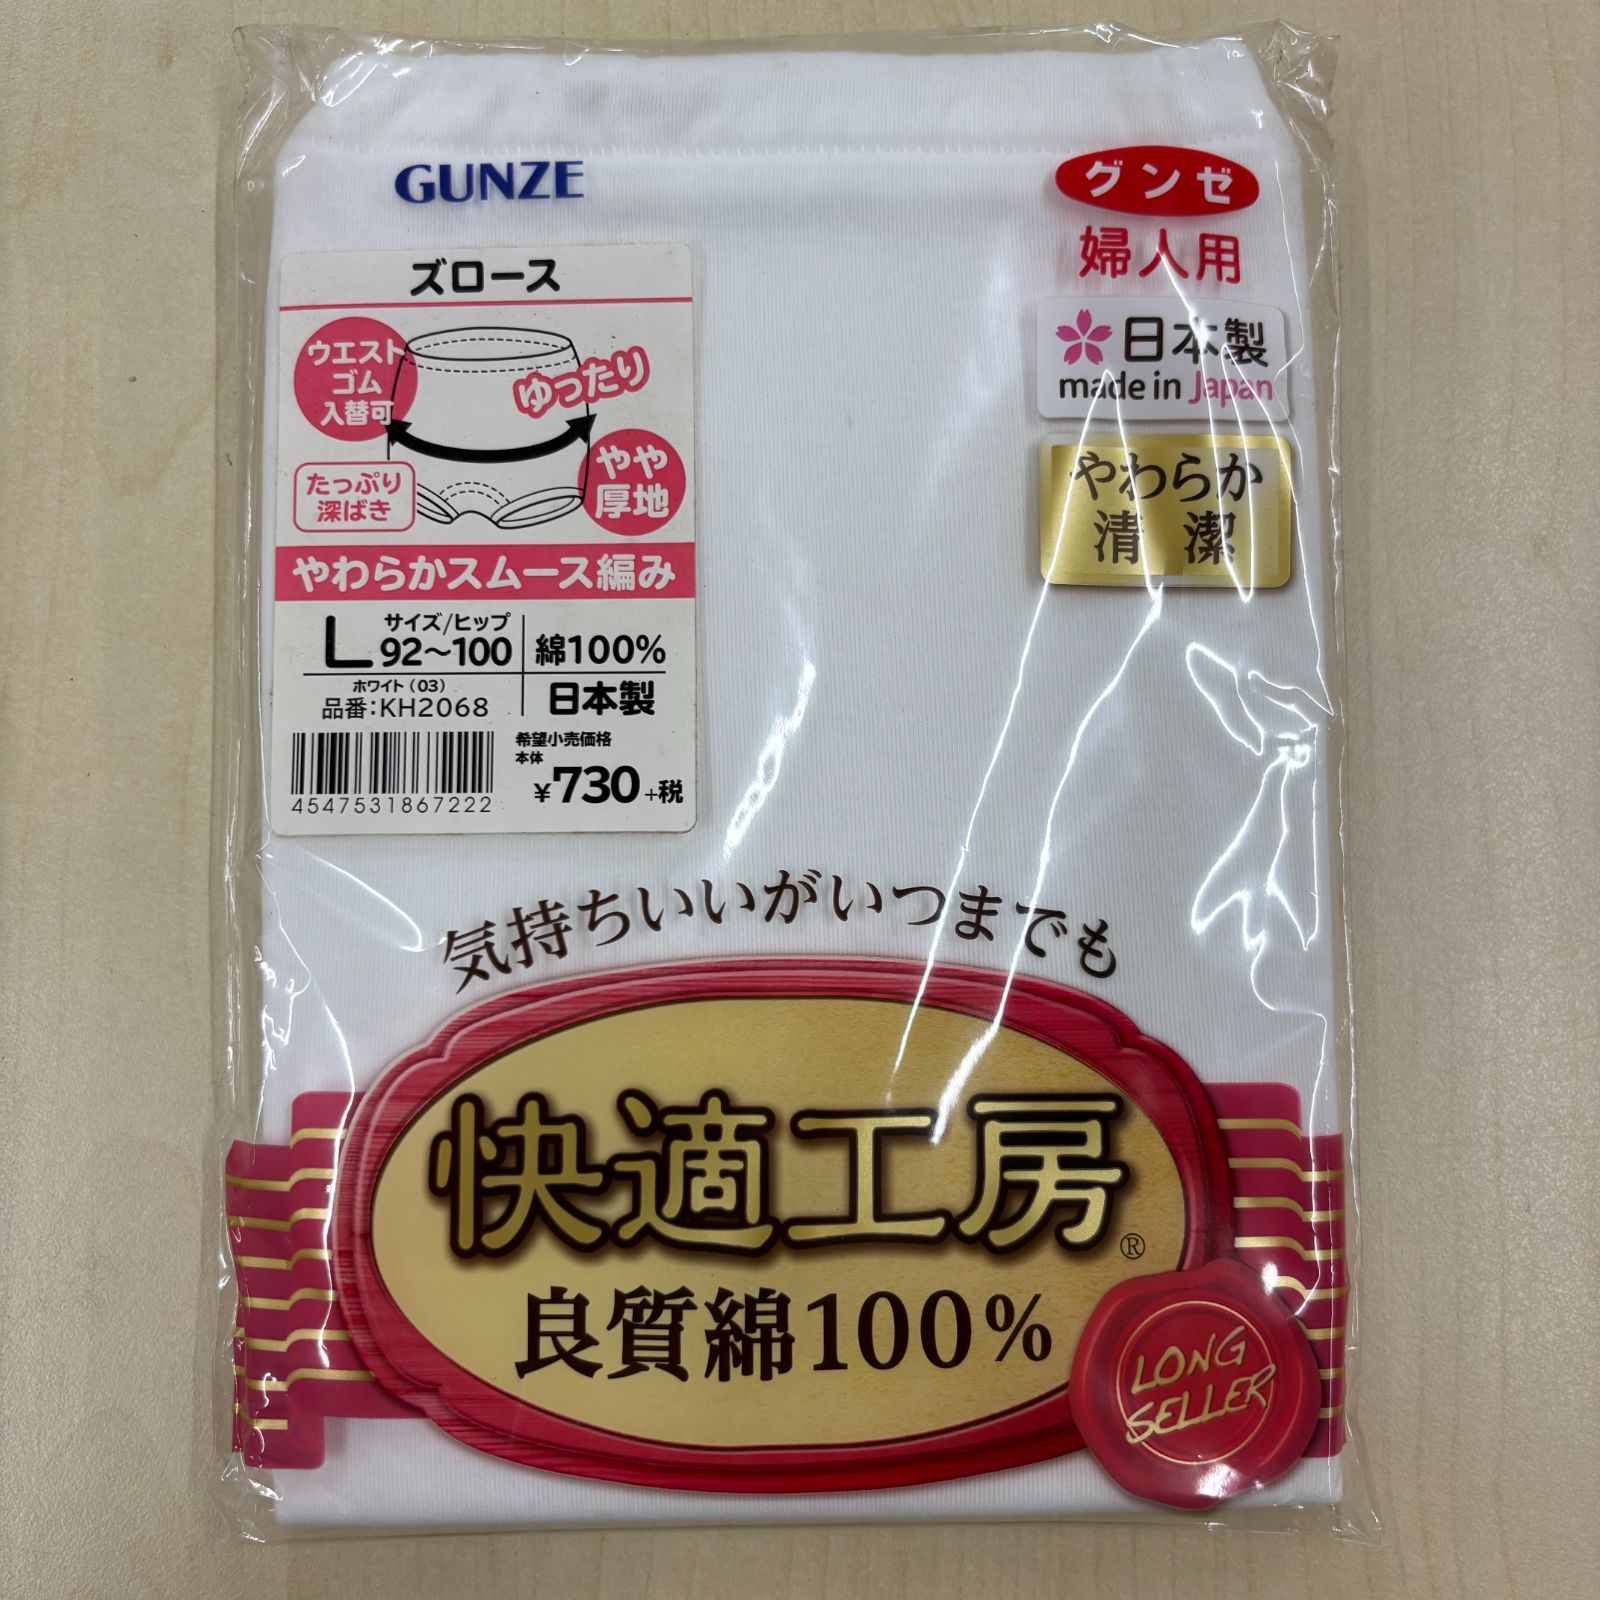 GUNZE
グンゼ
婦人用
日本製
made in Japan
やわらか
清潔
ズロース
ウエスト
ゴム
入替可
ゆったり
たっぷり
深ばき
やや
厚地
やわらかスムース編み
L サイズ/ヒップ
92〜100
綿100%
ホワイト(03)
品番:KH2068
日本製
希望小売価格
本体
¥730+税
4547531867222
気持ちいいがいつまでも
快適工房®
良質綿100%
LONG
SELLER